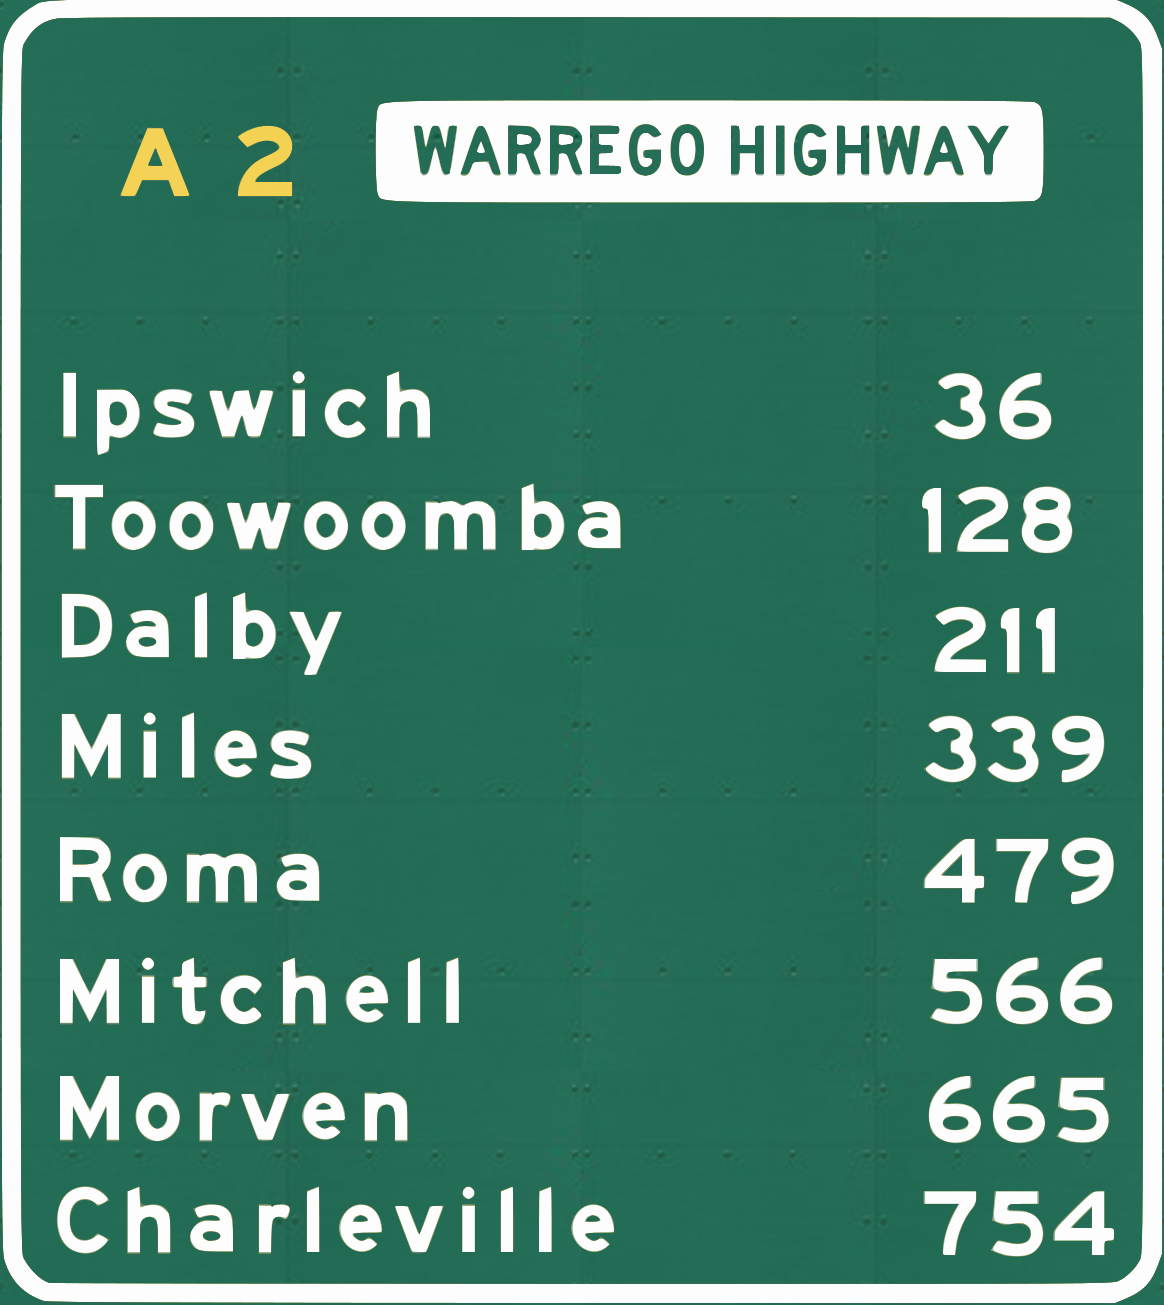 A 2 WARREGO HIGHWAY
Ipswich 36
Toowoomba 128
Dalby 211
Miles 339
Roma 479
Mitchell 566
Morven 665
Charleville 754